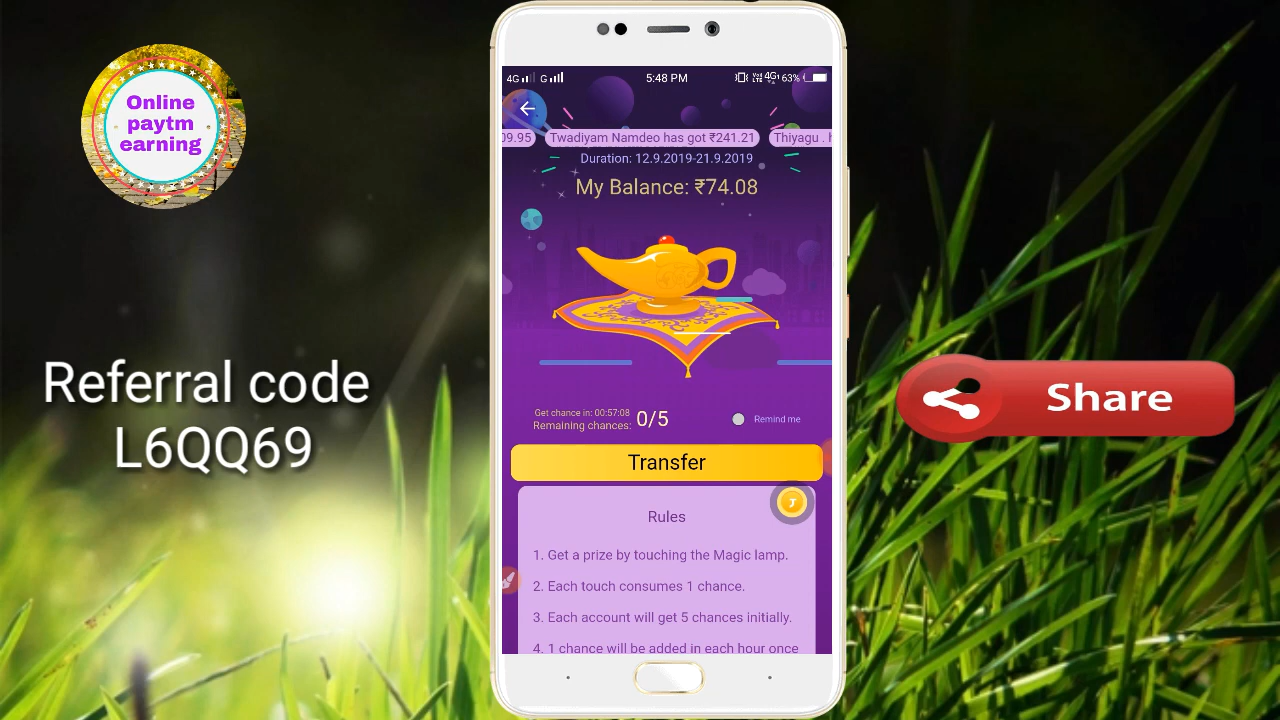 Online
paytm
earning
Referral code
L6QQ69
4G
G
5:48 PM
4G
63%
09.95
Twadiyam Namdeo has got ₹241.21
Thiyagu .
Duration: 12.9.2019-21.9.2019
My Balance: ₹74.08
Get chance in: 00:57:08
Remaining chances: 0/5
Remind me
Transfer
Rules
1. Get a prize by touching the Magic lamp.
2. Each touch consumes 1 chance.
3. Each account will get 5 chances initially.
4. 1 chance will be added in each hour once
Share